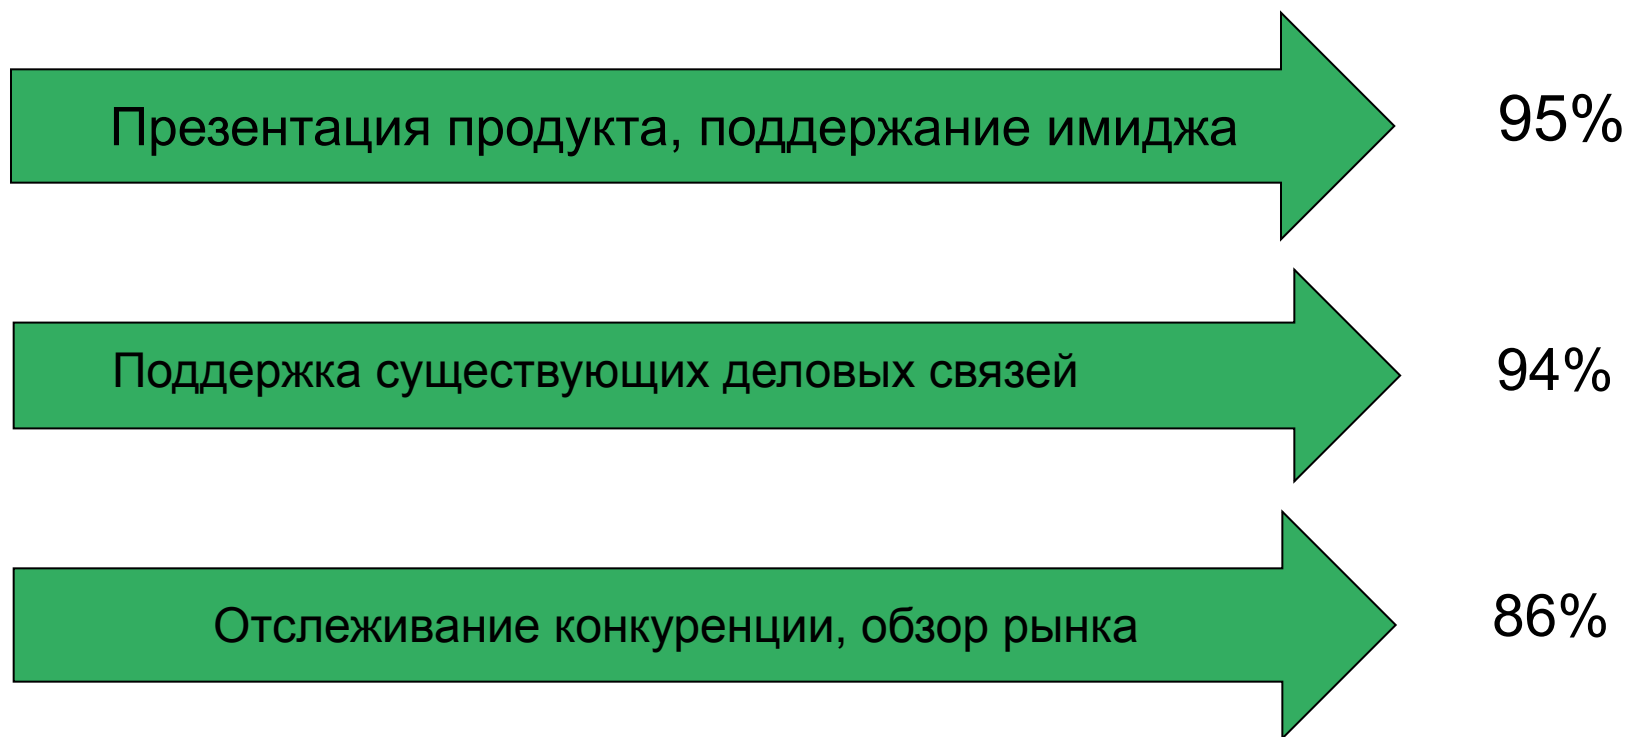 Презентация продукта, поддержание имиджа 95%
Поддержка существующих деловых связей 94%
Отслеживание конкуренции, обзор рынка 86%